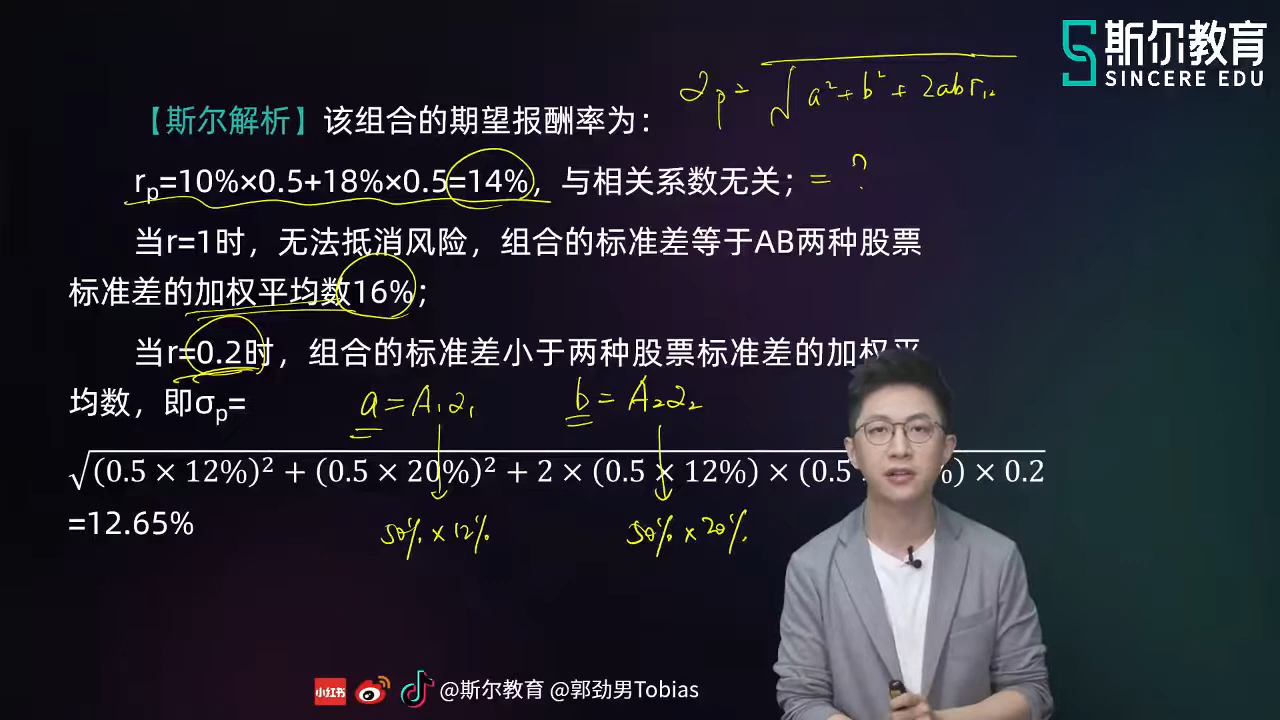 斯尔教育
SINCERE EDU
σp = √a²+b²+2abr₁₂
【斯尔解析】该组合的期望报酬率为：
rp=10%×0.5+18%×0.5=14%，与相关系数无关； = ?
当r=1时，无法抵消风险，组合的标准差等于AB两种股票
标准差的加权平均数16%；
当r=0.2时，组合的标准差小于两种股票标准差的加权平
均数，即σp=
a = A₁σ₁
b = A₂σ₂
√(0.5 × 12%)² + (0.5 × 20%)² + 2 × (0.5 × 12%) × (0.5 %) × 0.2
=12.65%
50% × 12%
50% × 20%
小红书
@斯尔教育 @郭劲男Tobias